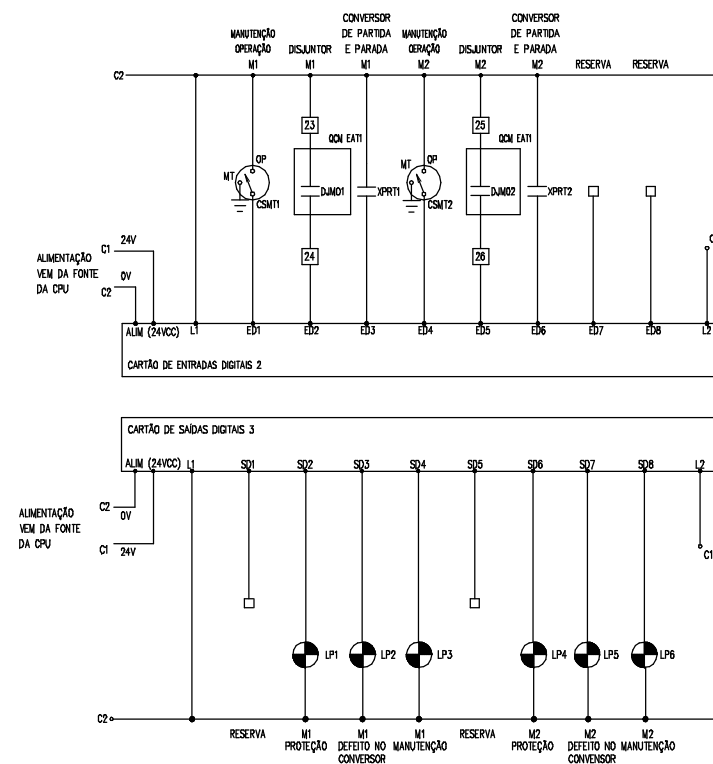 MANUTENÇÃO
OPERAÇÃO
M1
DISJUNTOR
M1
CONVERSOR
DE PARTIDA
E PARADA
M1
MANUTENÇÃO
OERAÇÃO
M2
DISJUNTOR
M2
CONVERSOR
DE PARTIDA
E PARADA
M2
RESERVA
RESERVA
C2
23
QCM EAT1
25
QCM EAT1
OP
MT
CSMT1
DJM01
XPRT1
OP
MT
CSMT2
DJM02
XPRT2
24
26
ALIMENTAÇÃO
VEM DA FONTE
DA CPU
C1 24V
C2 0V
C
ALIM (24VCC) L1 ED1 ED2 ED3 ED4 ED5 ED6 ED7 ED8 L2
CARTÃO DE ENTRADAS DIGITAIS 2
CARTÃO DE SAÍDAS DIGITAIS 3
ALIM (24VCC) L1 SD1 SD2 SD3 SD4 SD5 SD6 SD7 SD8 L2
ALIMENTAÇÃO
VEM DA FONTE
DA CPU
C2 0V
C1 24V
C1
LP1 LP2 LP3 LP4 LP5 LP6
C2
RESERVA
M1
PROTEÇÃO
M1
DEFEITO NO
CONVERSOR
M1
MANUTENÇÃO
RESERVA
M2
PROTEÇÃO
M2
DEFEITO NO
CONVENSOR
M2
MANUTENÇÃO